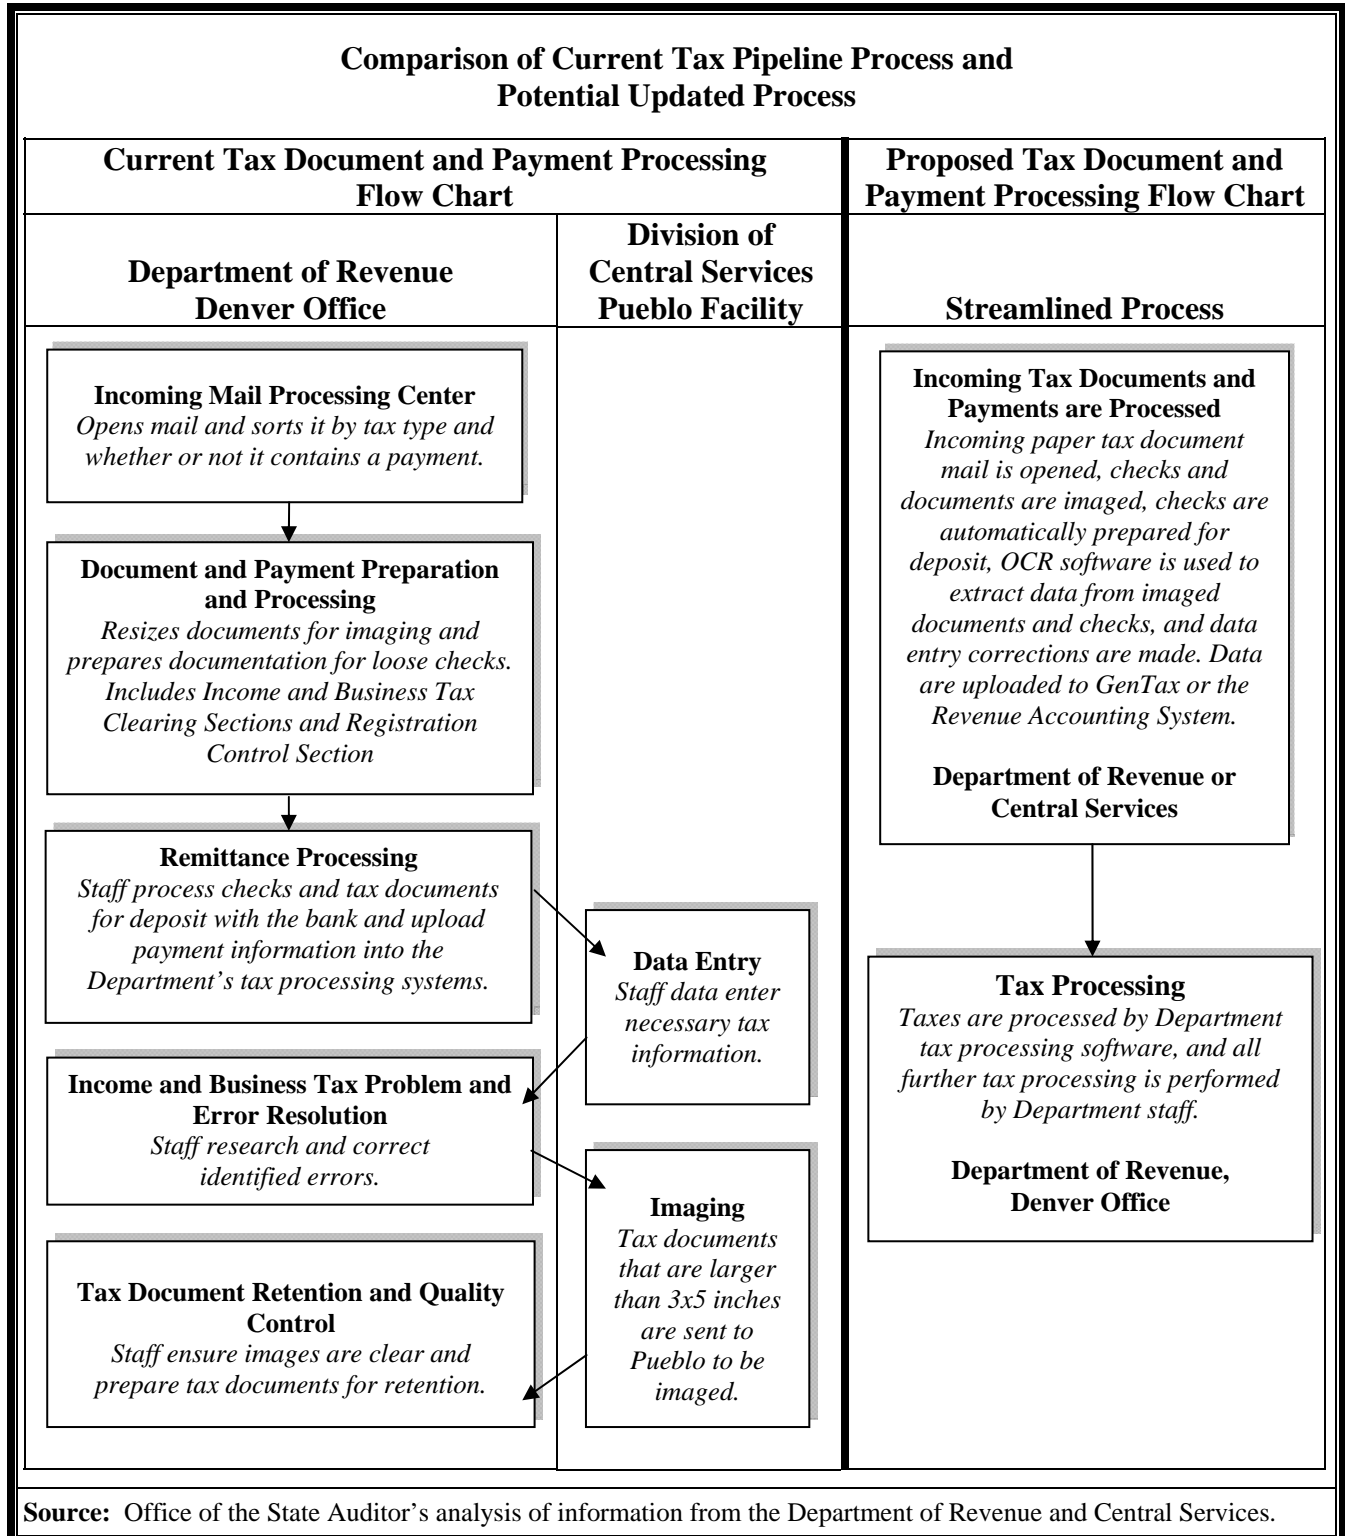 Comparison of Current Tax Pipeline Process and
Potential Updated Process
Current Tax Document and Payment Processing
Flow Chart
Proposed Tax Document and
Payment Processing Flow Chart
Department of Revenue
Denver Office
Division of
Central Services
Pueblo Facility
Streamlined Process
Incoming Mail Processing Center
Opens mail and sorts it by tax type and
whether or not it contains a payment.
Document and Payment Preparation
and Processing
Resizes documents for imaging and
prepares documentation for loose checks.
Includes Income and Business Tax
Clearing Sections and Registration
Control Section
Remittance Processing
Staff process checks and tax documents
for deposit with the bank and upload
payment information into the
Department's tax processing systems.
Data Entry
Staff data enter
necessary tax
information.
Income and Business Tax Problem and
Error Resolution
Staff research and correct
identified errors.
Imaging
Tax documents
that are larger
than 3x5 inches
are sent to
Pueblo to be
imaged.
Tax Document Retention and Quality
Control
Staff ensure images are clear and
prepare tax documents for retention.
Incoming Tax Documents and
Payments are Processed
Incoming paper tax document
mail is opened, checks and
documents are imaged, checks are
automatically prepared for
deposit, OCR software is used to
extract data from imaged
documents and checks, and data
entry corrections are made. Data
are uploaded to GenTax or the
Revenue Accounting System.
Department of Revenue or
Central Services
Tax Processing
Taxes are processed by Department
tax processing software, and all
further tax processing is performed
by Department staff.
Department of Revenue,
Denver Office
Source: Office of the State Auditor's analysis of information from the Department of Revenue and Central Services.